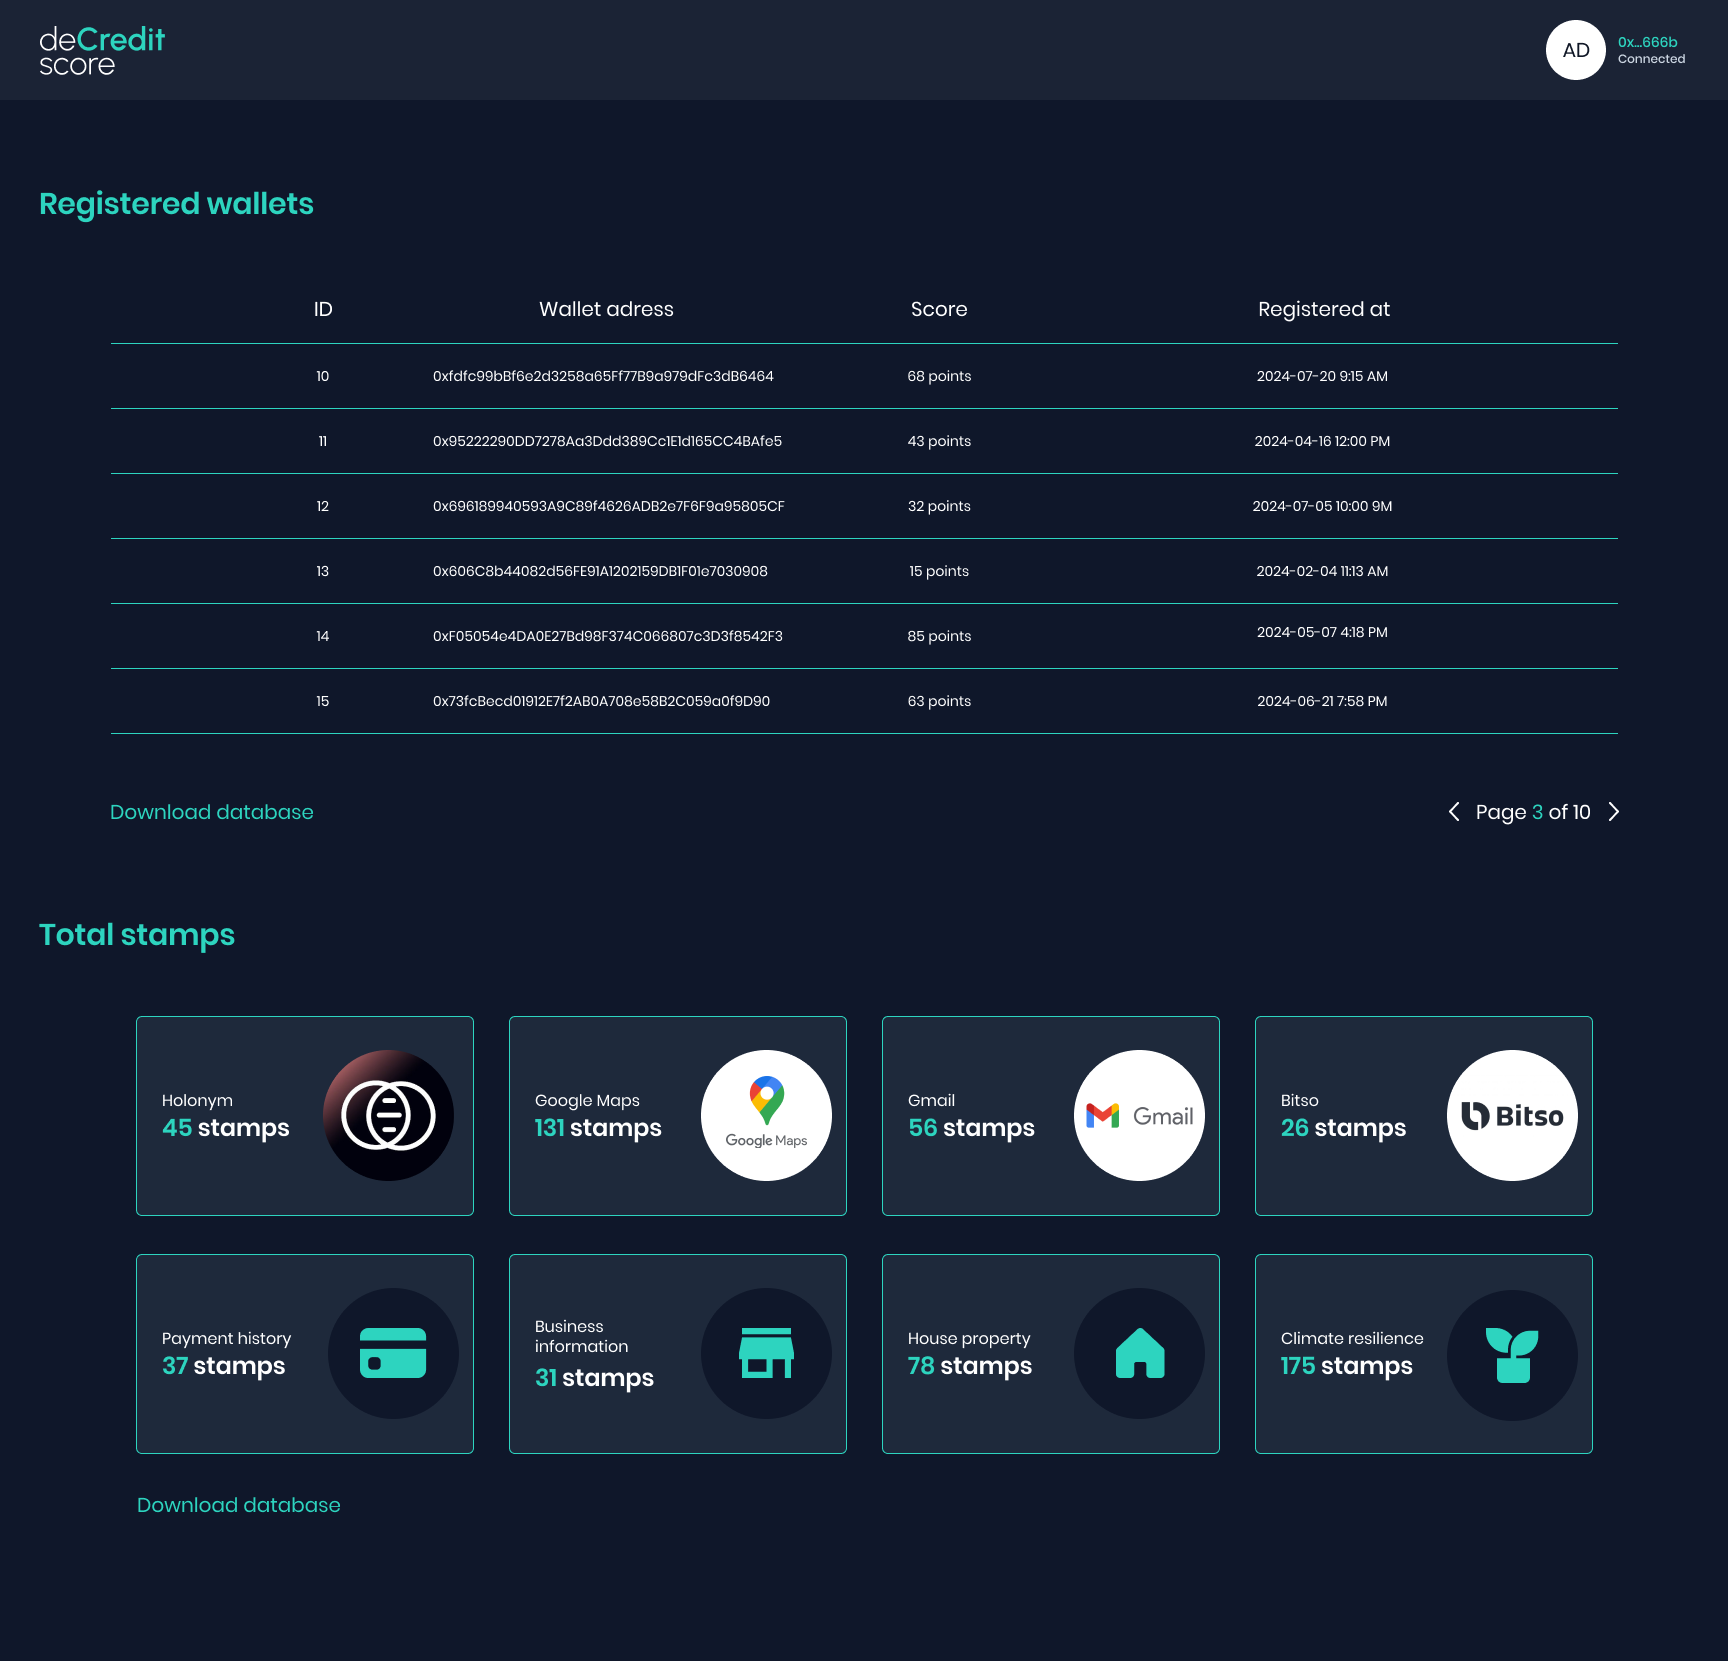 deCredit
score
AD
0x...666b
Connected
Registered wallets
ID Wallet adress Score Registered at
10 0xfdfc99bBf6e2d3258a65Ff77B9a979dFc3dB6464 68 points 2024-07-20 9:15 AM
11 0x95222290DD7278Aa3Ddd389Cc1E1d165CC4BAfe5 43 points 2024-04-16 12:00 PM
12 0x696189940593A9C89f4626ADB2e7F6F9a95805CF 32 points 2024-07-05 10:00 9M
13 0x606C8b44082d56FE91A1202159DB1F01e7030908 15 points 2024-02-04 11:13 AM
14 0xF05054e4DA0E27Bd98F374C066807c3D3f8542F3 85 points 2024-05-07 4:18 PM
15 0x73fcBecd01912E7f2AB0A708e58B2C059a0f9D90 63 points 2024-06-21 7:58 PM
Download database
Page 3 of 10
Total stamps
Holonym
45 stamps
Google Maps
131 stamps
Google Maps
Gmail
56 stamps
Gmail
Bitso
26 stamps
Bitso
Payment history
37 stamps
Business
information
31 stamps
House property
78 stamps
Climate resilience
175 stamps
Download database